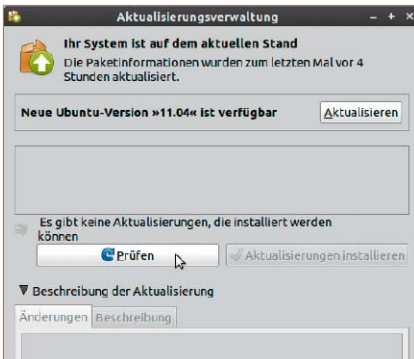 Aktualisierungsverwaltung
Ihr System ist auf dem aktuellen Stand
Die Paketinformationen wurden zum letzten Mal vor 4
Stunden aktualisiert.
Neue Ubuntu-Version »11.04« ist verfügbar
Aktualisieren
Es gibt keine Aktualisierungen, die installiert werden
können
Prüfen
Aktualisierungen installieren
Beschreibung der Aktualisierung
Änderungen
Beschreibung